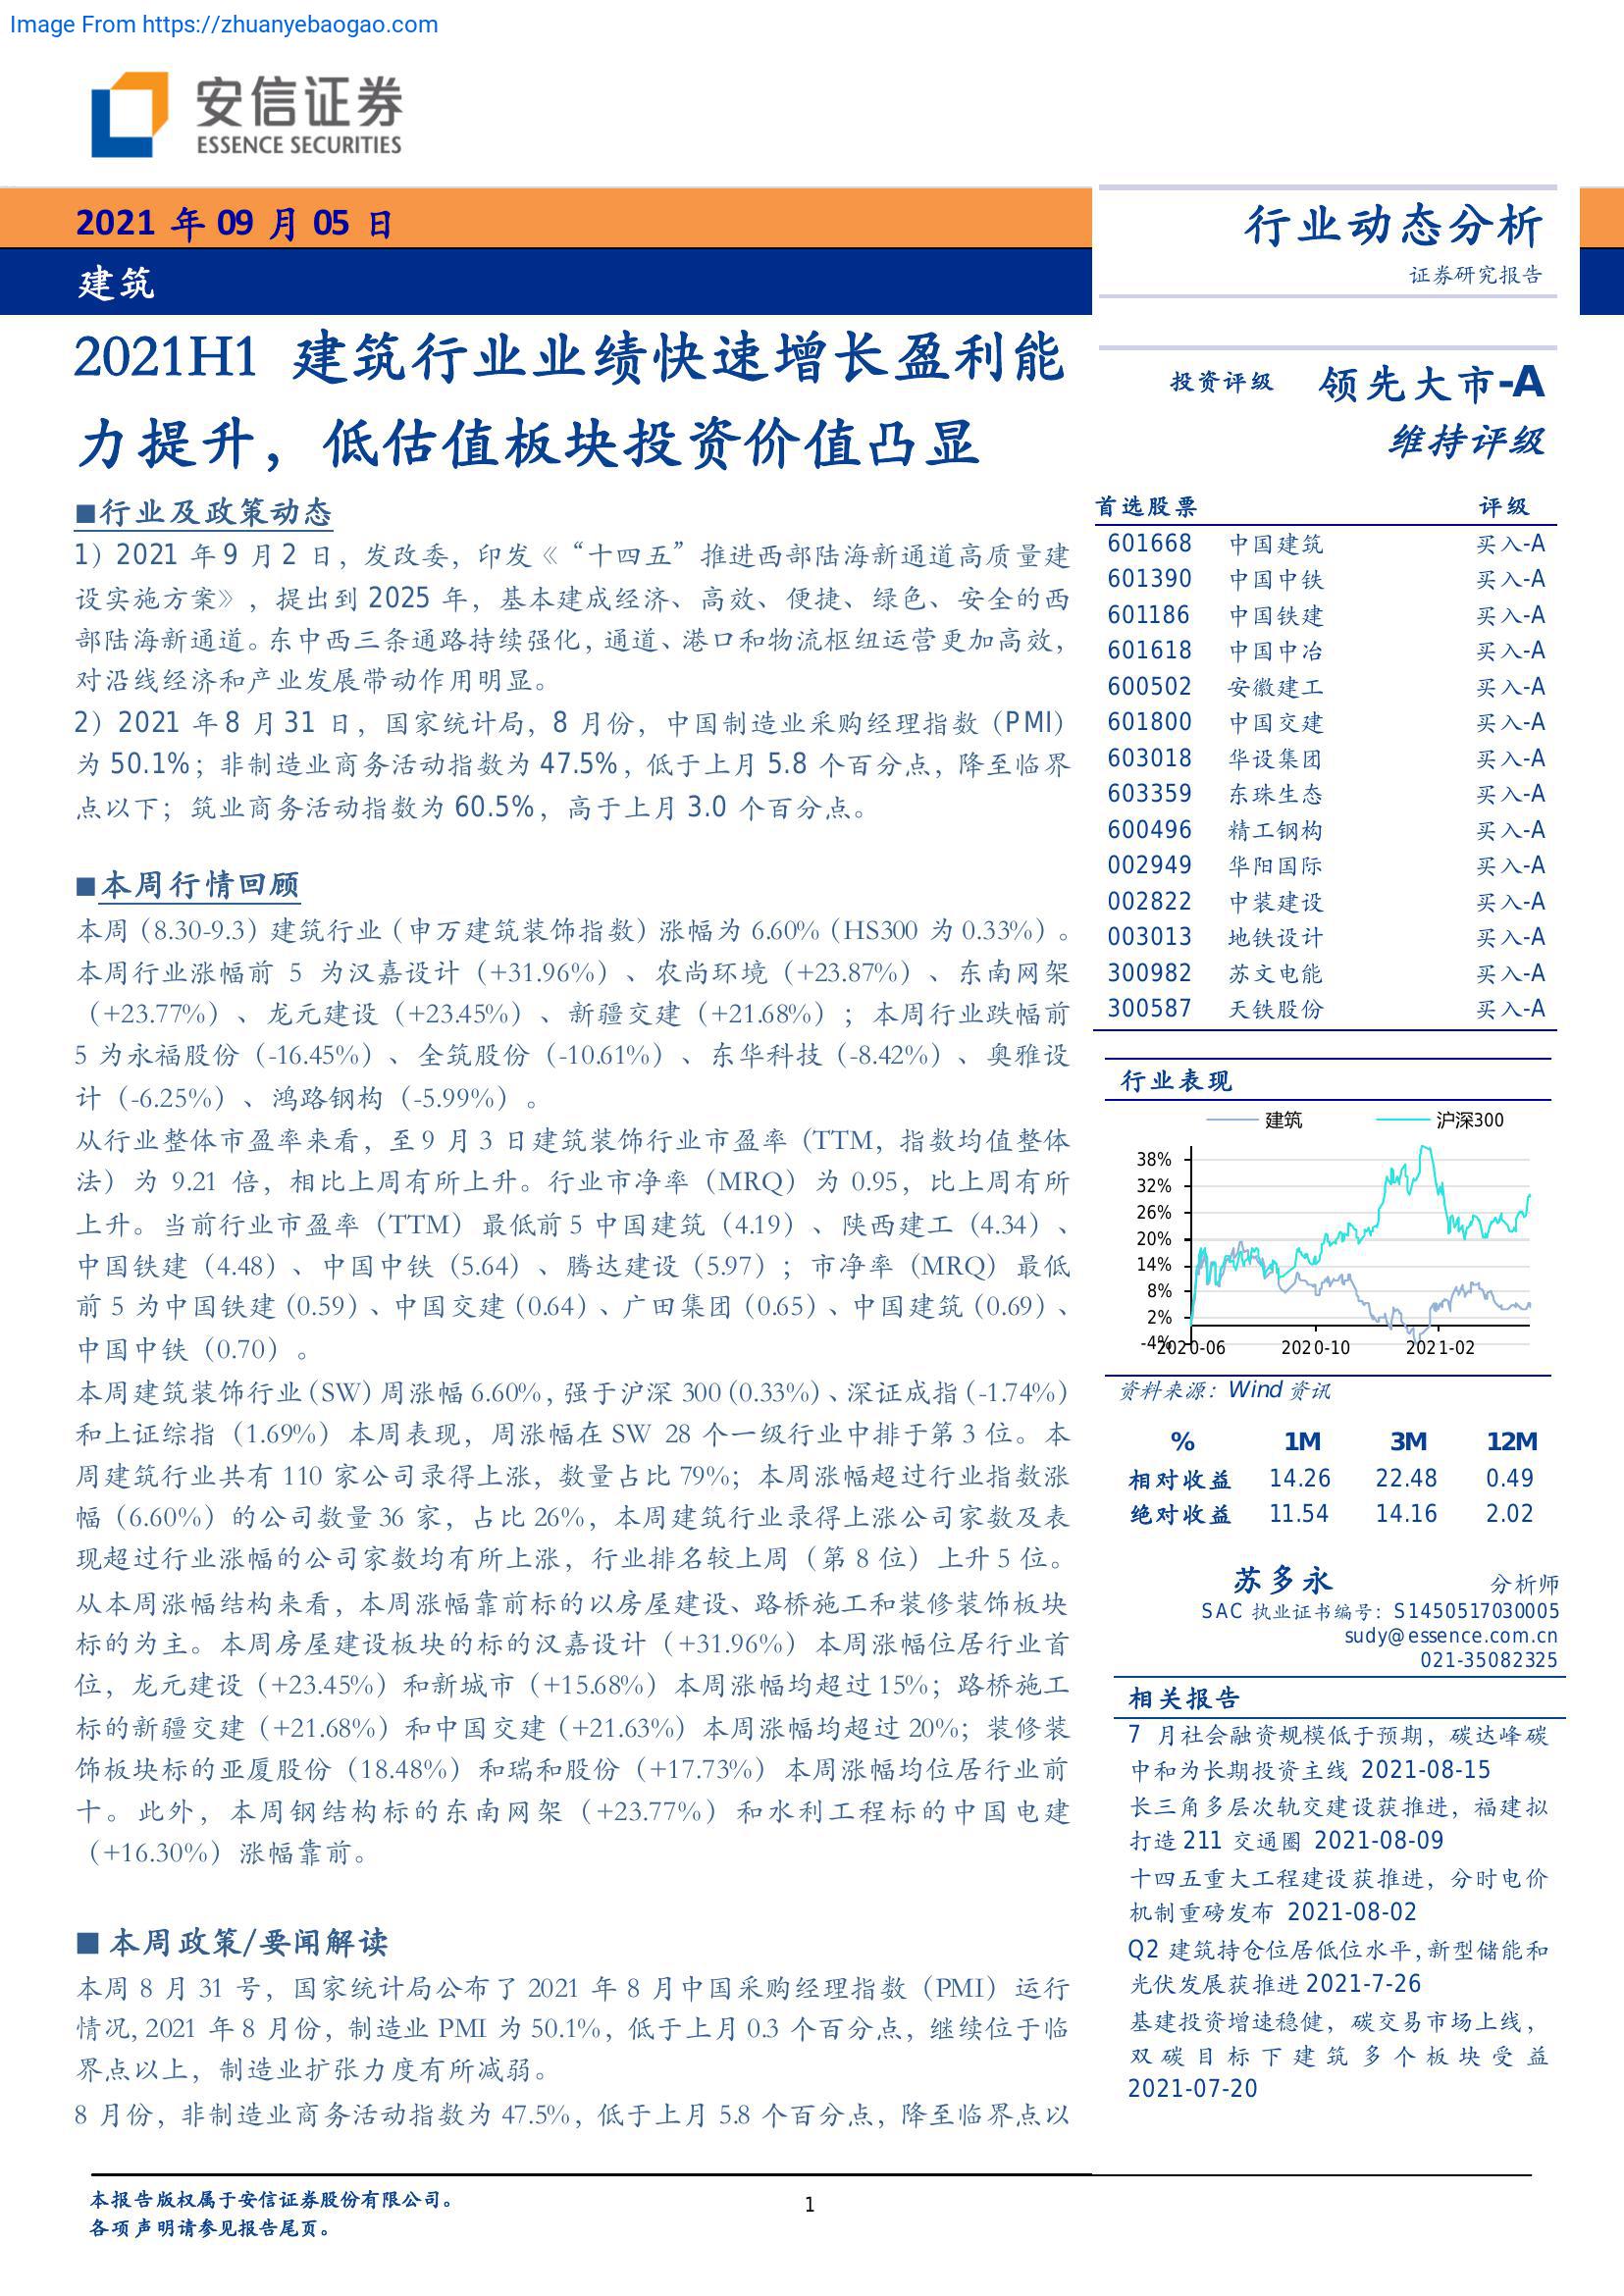 Image From https://zhuanyebaogao.com
安信证券
ESSENCE SECURITIES
2021 年 09 月 05 日
建筑
行业动态分析
证券研究报告
2021H1 建筑行业业绩快速增长盈利能
力提升，低估值板块投资价值凸显
■行业及政策动态
1）2021 年 9 月 2 日，发改委，印发《“十四五”推进西部陆海新通道高质量建
设实施方案》，提出到 2025 年，基本建成经济、高效、便捷、绿色、安全的西
部陆海新通道。东中西三条通路持续强化，通道、港口和物流枢纽运营更加高效，
对沿线经济和产业发展带动作用明显。
2）2021 年 8 月 31 日，国家统计局，8 月份，中国制造业采购经理指数（PMI）
为 50.1%；非制造业商务活动指数为 47.5%，低于上月 5.8 个百分点，降至临界
点以下；筑业商务活动指数为 60.5%，高于上月 3.0 个百分点。
■本周行情回顾
本周（8.30-9.3）建筑行业（申万建筑装饰指数）涨幅为 6.60%（HS300 为 0.33%）。
本周行业涨幅前 5 为汉嘉设计（+31.96%）、农尚环境（+23.87%）、东南网架
（+23.77%）、龙元建设（+23.45%）、新疆交建（+21.68%）；本周行业跌幅前
5 为永福股份（-16.45%）、全筑股份（-10.61%）、东华科技（-8.42%）、奥雅设
计（-6.25%）、鸿路钢构（-5.99%）。
从行业整体市盈率来看，至 9 月 3 日建筑装饰行业市盈率（TTM，指数均值整体
法）为 9.21 倍，相比上周有所上升。行业市净率（MRQ）为 0.95，比上周有所
上升。当前行业市盈率（TTM）最低前 5 中国建筑（4.19）、陕西建工（4.34）、
中国铁建（4.48）、中国中铁（5.64）、腾达建设（5.97）；市净率（MRQ）最低
前 5 为中国铁建（0.59）、中国交建（0.64）、广田集团（0.65）、中国建筑（0.69）、
中国中铁（0.70）。
本周建筑装饰行业（SW）周涨幅 6.60%，强于沪深 300（0.33%）、深证成指（-1.74%）
和上证综指（1.69%）本周表现，周涨幅在 SW 28 个一级行业中排于第 3 位。本
周建筑行业共有 110 家公司录得上涨，数量占比 79%；本周涨幅超过行业指数涨
幅（6.60%）的公司数量 36 家，占比 26%，本周建筑行业录得上涨公司家数及表
现超过行业涨幅的公司家数均有所上涨，行业排名较上周（第 8 位）上升 5 位。
从本周涨幅结构来看，本周涨幅靠前标的以房屋建设、路桥施工和装修装饰板块
标的为主。本周房屋建设板块的标的汉嘉设计（+31.96%）本周涨幅位居行业首
位，龙元建设（+23.45%）和新城市（+15.68%）本周涨幅均超过 15%；路桥施工
标的新疆交建（+21.68%）和中国交建（+21.63%）本周涨幅均超过 20%；装修装
饰板块标的亚厦股份（18.48%）和瑞和股份（+17.73%）本周涨幅均位居行业前
十。此外，本周钢结构标的东南网架（+23.77%）和水利工程标的中国电建
（+16.30%）涨幅靠前。
■ 本周政策/要闻解读
本周 8 月 31 号，国家统计局公布了 2021 年 8 月中国采购经理指数（PMI）运行
情况，2021 年 8 月份，制造业 PMI 为 50.1%，低于上月 0.3 个百分点，继续位于临
界点以上，制造业扩张力度有所减弱。
8 月份，非制造业商务活动指数为 47.5%，低于上月 5.8 个百分点，降至临界点以
投资评级 领先大市-A
维持评级
首选股票 评级
601668 中国建筑 买入-A
601390 中国中铁 买入-A
601186 中国铁建 买入-A
601618 中国中冶 买入-A
600502 安徽建工 买入-A
601800 中国交建 买入-A
603018 华设集团 买入-A
603359 东珠生态 买入-A
600496 精工钢构 买入-A
002949 华阳国际 买入-A
002822 中装建设 买入-A
003013 地铁设计 买入-A
300982 苏文电能 买入-A
300587 天铁股份 买入-A
行业表现
建筑 沪深300
38%
32%
26%
20%
14%
8%
2%
-4%
2020-06 2020-10 2021-02
资料来源：Wind 资讯
% 1M 3M 12M
相对收益 14.26 22.48 0.49
绝对收益 11.54 14.16 2.02
苏多永 分析师
SAC 执业证书编号：S1450517030005
sudy@essence.com.cn
021-35082325
相关报告
7 月社会融资规模低于预期，碳达峰碳
中和为长期投资主线 2021-08-15
长三角多层次轨交建设获推进，福建拟
打造 211 交通圈 2021-08-09
十四五重大工程建设获推进，分时电价
机制重磅发布 2021-08-02
Q2 建筑持仓位居低位水平，新型储能和
光伏发展获推进 2021-7-26
基建投资增速稳健，碳交易市场上线，
双碳目标下建筑多个板块受益
2021-07-20
本报告版权属于安信证券股份有限公司。
各项声明请参见报告尾页。
1